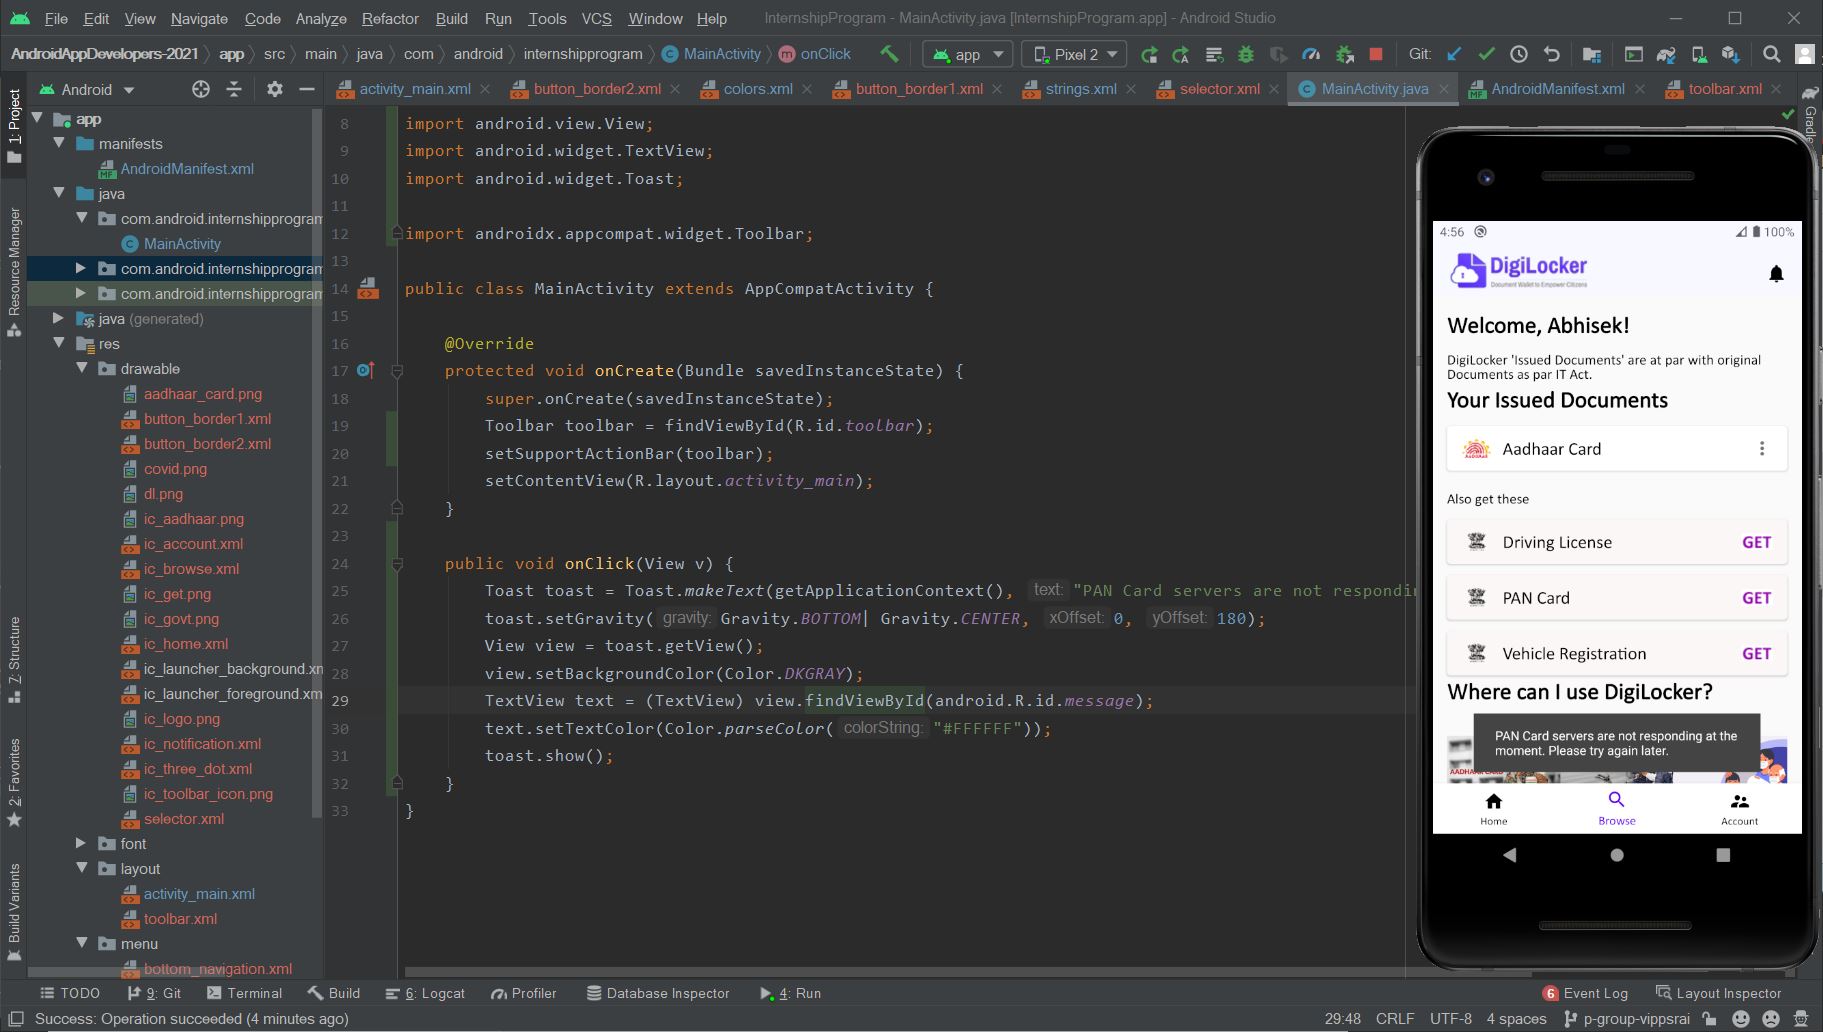 File Edit View Navigate Code Analyze Refactor Build Run Tools VCS Window Help InternshipProgram - MainActivity.java [InternshipProgram.app] - Android Studio
AndroidAppDevelopers-2021 app src main java com android internshipprogram MainActivity onClick app Pixel 2 Git:
Android activity_main.xml button_border2.xml colors.xml button_border1.xml strings.xml selector.xml MainActivity.java AndroidManifest.xml toolbar.xml
1: Project
Resource Manager
7: Structure
2: Favorites
Build Variants
Gradle
app
manifests
AndroidManifest.xml
java
com.android.internshipprogram
MainActivity
com.android.internshipprogram
com.android.internshipprogram
java (generated)
res
drawable
aadhaar_card.png
button_border1.xml
button_border2.xml
covid.png
dl.png
ic_aadhaar.png
ic_account.xml
ic_browse.xml
ic_get.png
ic_govt.png
ic_home.xml
ic_launcher_background.xm
ic_launcher_foreground.xm
ic_logo.png
ic_notification.xml
ic_three_dot.xml
ic_toolbar_icon.png
selector.xml
font
layout
activity_main.xml
toolbar.xml
menu
bottom_navigation.xml
8 import android.view.View;
9 import android.widget.TextView;
10 import android.widget.Toast;
11
12 import androidx.appcompat.widget.Toolbar;
13
14 public class MainActivity extends AppCompatActivity {
15
16 @Override
17 protected void onCreate(Bundle savedInstanceState) {
18 super.onCreate(savedInstanceState);
19 Toolbar toolbar = findViewById(R.id.toolbar);
20 setSupportActionBar(toolbar);
21 setContentView(R.layout.activity_main);
22 }
23
24 public void onClick(View v) {
25 Toast toast = Toast.makeText(getApplicationContext(), text: "PAN Card servers are not respondi
26 toast.setGravity( gravity: Gravity.BOTTOM| Gravity.CENTER, xOffset: 0, yOffset: 180);
27 View view = toast.getView();
28 view.setBackgroundColor(Color.DKGRAY);
29 TextView text = (TextView) view.findViewById(android.R.id.message);
30 text.setTextColor(Color.parseColor( colorString: "#FFFFFF"));
31 toast.show();
32 }
33 }
4:56 100%
DigiLocker
Document Wallet to Empower Citizens
Welcome, Abhisek!
DigiLocker 'Issued Documents' are at par with original
Documents as par IT Act.
Your Issued Documents
Aadhaar Card
Also get these
Driving License GET
PAN Card GET
Vehicle Registration GET
Where can I use DigiLocker?
PAN Card servers are not responding at the
moment. Please try again later.
Home Browse Account
TODO 9: Git Terminal Build 6: Logcat Profiler Database Inspector 4: Run 6 Event Log Layout Inspector
Success: Operation succeeded (4 minutes ago) 29:48 CRLF UTF-8 4 spaces p-group-vippsrai